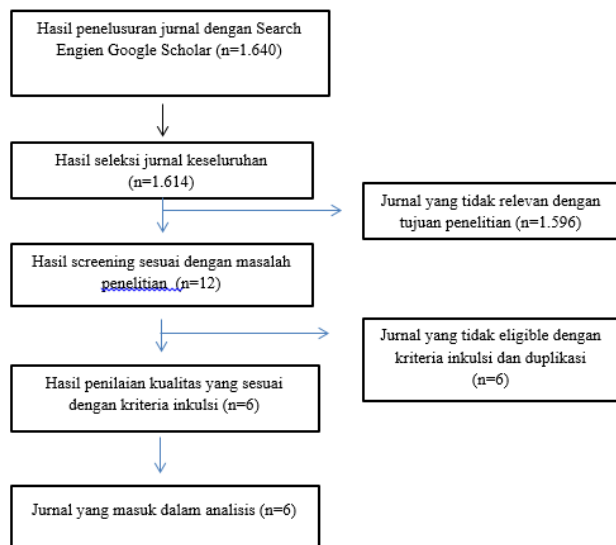 Hasil penelusuran jurnal dengan Search
Engien Google Scholar (n=1.640)
Hasil seleksi jurnal keseluruhan
(n=1.614)
Jurnal yang tidak relevan dengan
tujuan penelitian (n=1.596)
Hasil screening sesuai dengan masalah
penelitian (n=12)
Jurnal yang tidak eligible dengan
kriteria inkulsi dan duplikasi
(n=6)
Hasil penilaian kualitas yang sesuai
dengan kriteria inkulsi (n=6)
Jurnal yang masuk dalam analisis (n=6)